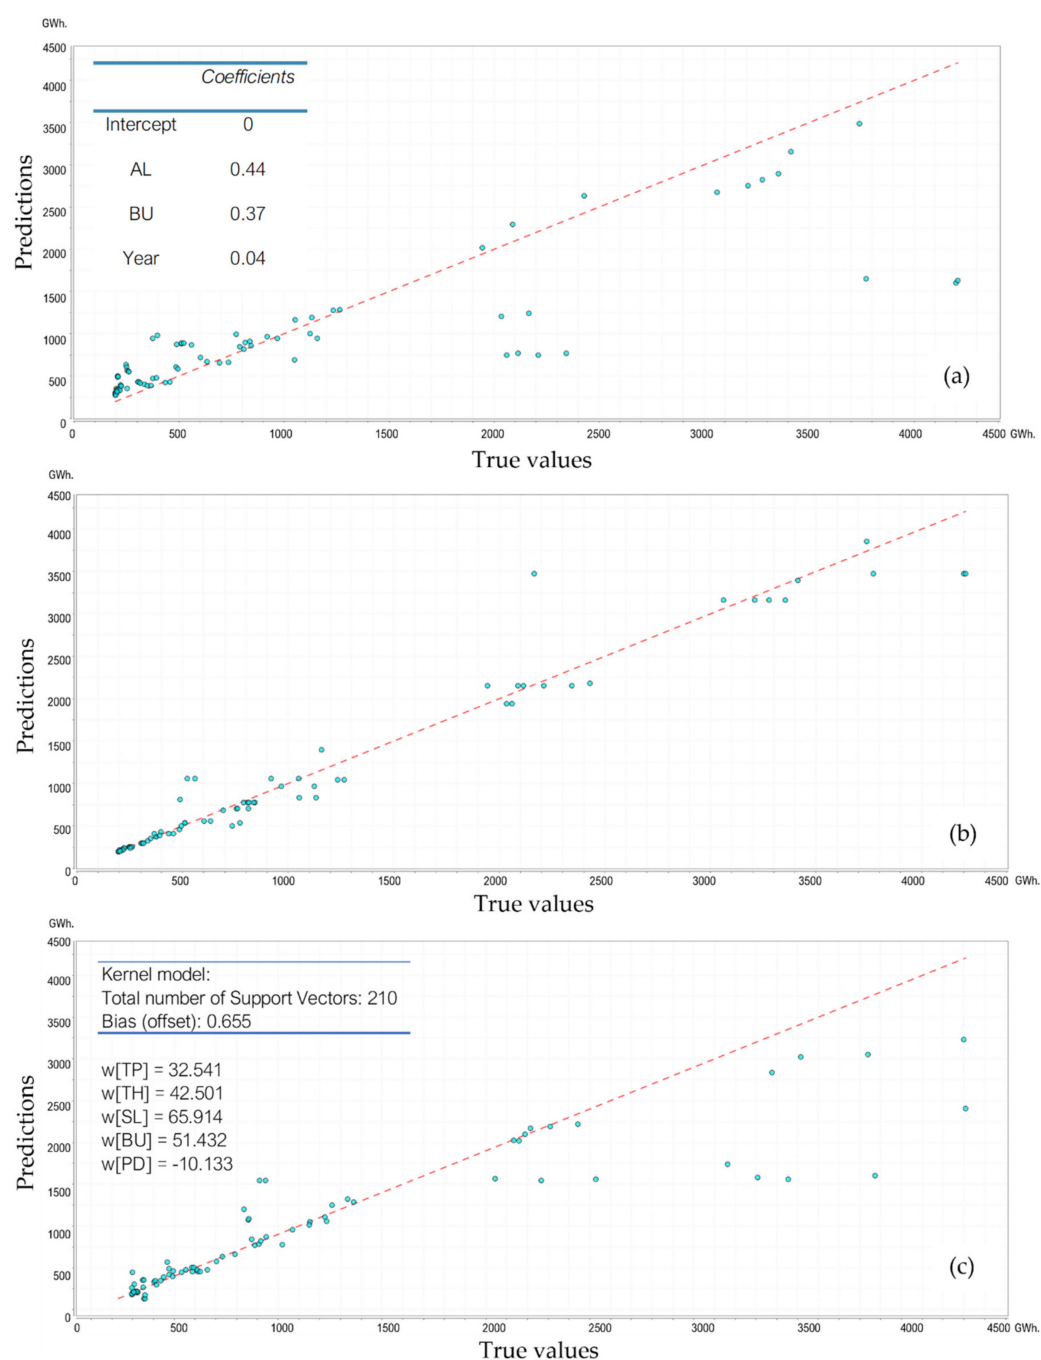 GWh.
4500
4000
3500
3000
2500
2000
1500
1000
500
0
Predictions
Coefficients
Intercept 0
AL 0.44
BU 0.37
Year 0.04
(a)
0 500 1000 1500 2000 2500 3000 3500 4000 4500 GWh.
True values
GWh.
4500
4000
3500
3000
2500
2000
1500
1000
500
0
Predictions
(b)
0 500 1000 1500 2000 2500 3000 3500 4000 4500 GWh.
True values
GWh.
4500
4000
3500
3000
2500
2000
1500
1000
500
0
Predictions
Kernel model:
Total number of Support Vectors: 210
Bias (offset): 0.655
w[TP] = 32.541
w[TH] = 42.501
w[SL] = 65.914
w[BU] = 51.432
w[PD] = -10.133
(c)
0 500 1000 1500 2000 2500 3000 3500 4000 4500 GWh.
True values